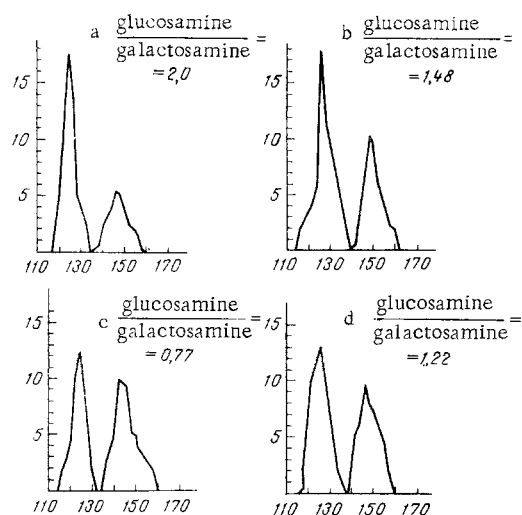 a glucosamine =
galactosamine
=2,0
15
10
5
110 130 150 170
b glucosamine =
galactosamine
=1,48
15
10
5
110 130 150 170
c glucosamine =
galactosamine
=0,77
15
10
5
110 130 150 170
d glucosamine =
galactosamine
=1,22
15
10
5
110 130 150 170